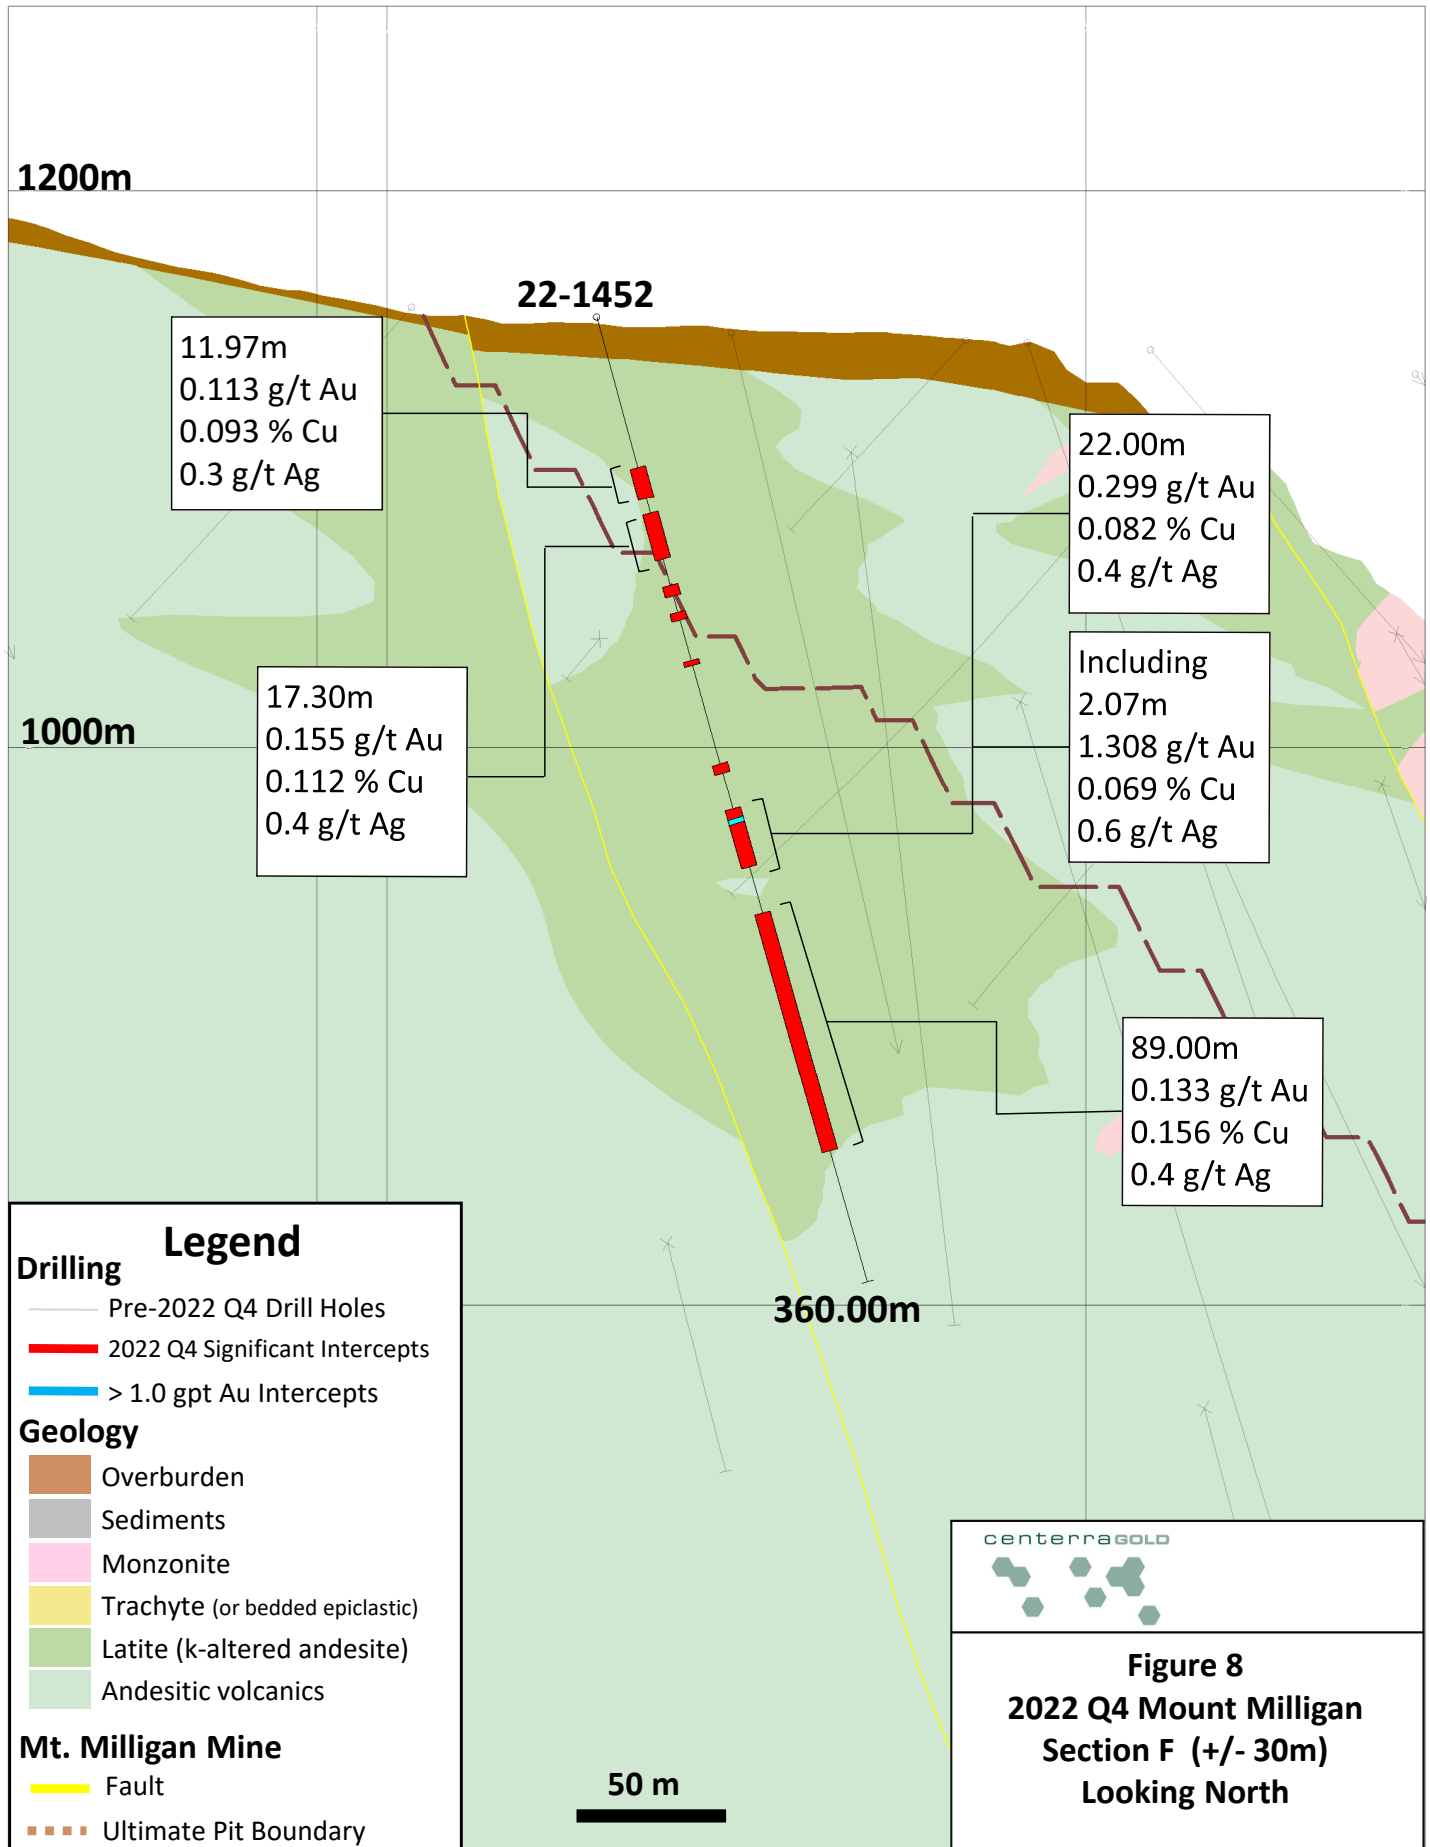 1200m
22-1452
11.97m
0.113 g/t Au
0.093 % Cu
0.3 g/t Ag
22.00m
0.299 g/t Au
0.082 % Cu
0.4 g/t Ag
Including
2.07m
1.308 g/t Au
0.069 % Cu
0.6 g/t Ag
17.30m
0.155 g/t Au
0.112 % Cu
0.4 g/t Ag
1000m
89.00m
0.133 g/t Au
0.156 % Cu
0.4 g/t Ag
360.00m
Legend
Drilling
Pre-2022 Q4 Drill Holes
2022 Q4 Significant Intercepts
> 1.0 gpt Au Intercepts
Geology
Overburden
Sediments
Monzonite
Trachyte (or bedded epiclastic)
Latite (k-altered andesite)
Andesitic volcanics
Mt. Milligan Mine
Fault
Ultimate Pit Boundary
50 m
centerraGOLD
Figure 8
2022 Q4 Mount Milligan
Section F (+/- 30m)
Looking North